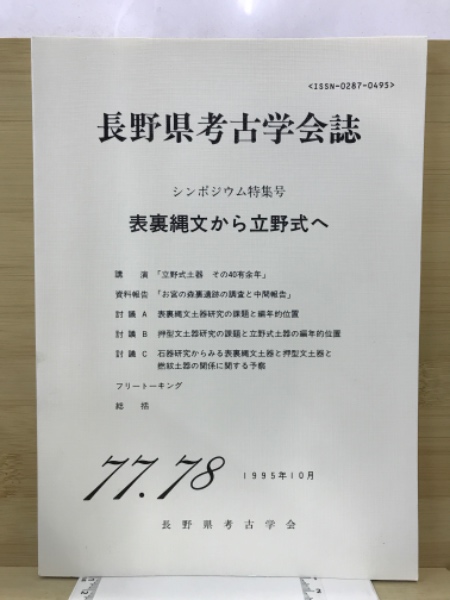 <ISSN-0287-0495>
長野県考古学会誌
シンポジウム特集号
表裏縄文から立野式へ
講　演 「立野式土器　その40有余年」
資料報告 「お宮の森裏遺跡の調査と中間報告」
討議 A 表裏縄文土器研究の課題と編年的位置
討議 B 押型文土器研究の課題と立野式土器の編年的位置
討議 C 石器研究からみる表裏縄文土器と押型文土器と
撚紋土器の関係に関する予察
フリートーキング
総　括
77.78 1995年10月
長野県考古学会